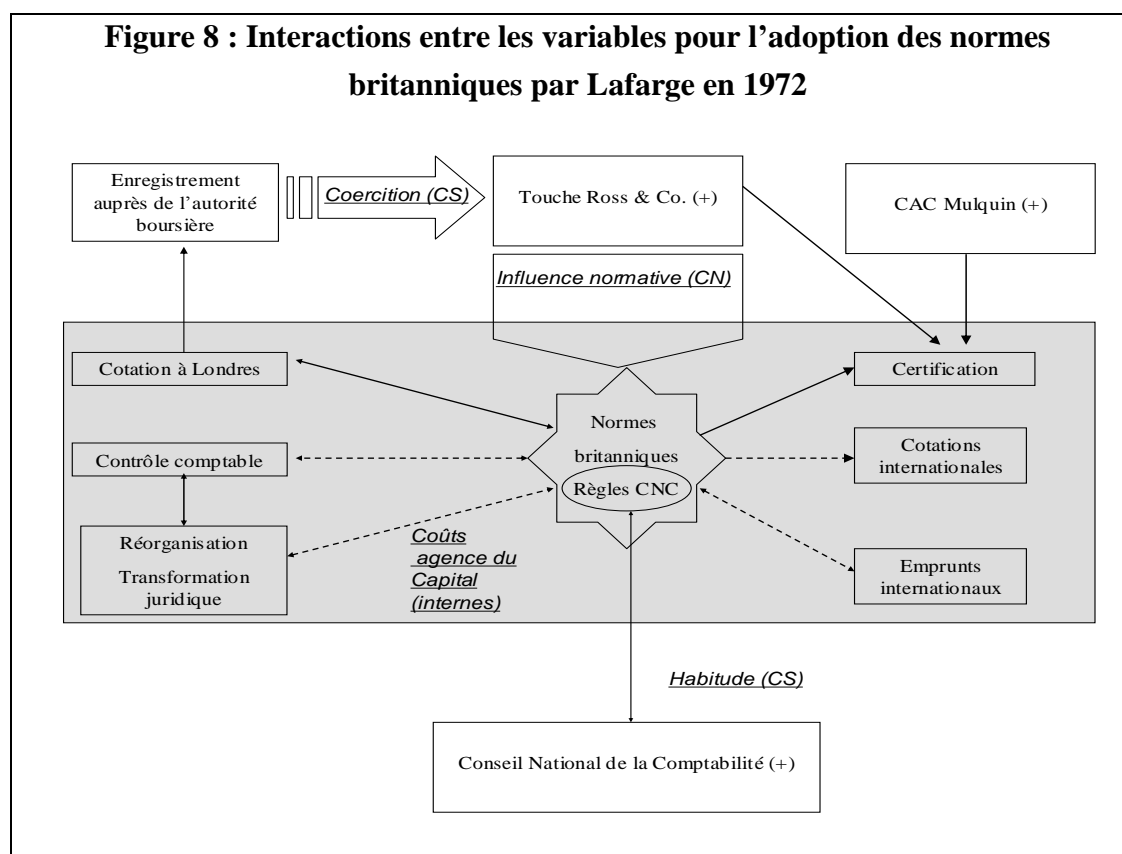 Figure 8 : Interactions entre les variables pour l’adoption des normes
britanniques par Lafarge en 1972
Enregistrement
auprès de l’autorité
boursière
Coercition (CS)
Touche Ross & Co. (+)
CAC Mulquin (+)
Influence normative (CN)
Cotation à Londres
Certification
Normes
britanniques
Règles CNC
Contrôle comptable
Cotations
internationales
Réorganisation
Transformation
juridique
Coûts
agence du
Capital
(internes)
Emprunts
internationaux
Habitude (CS)
Conseil National de la Comptabilité (+)